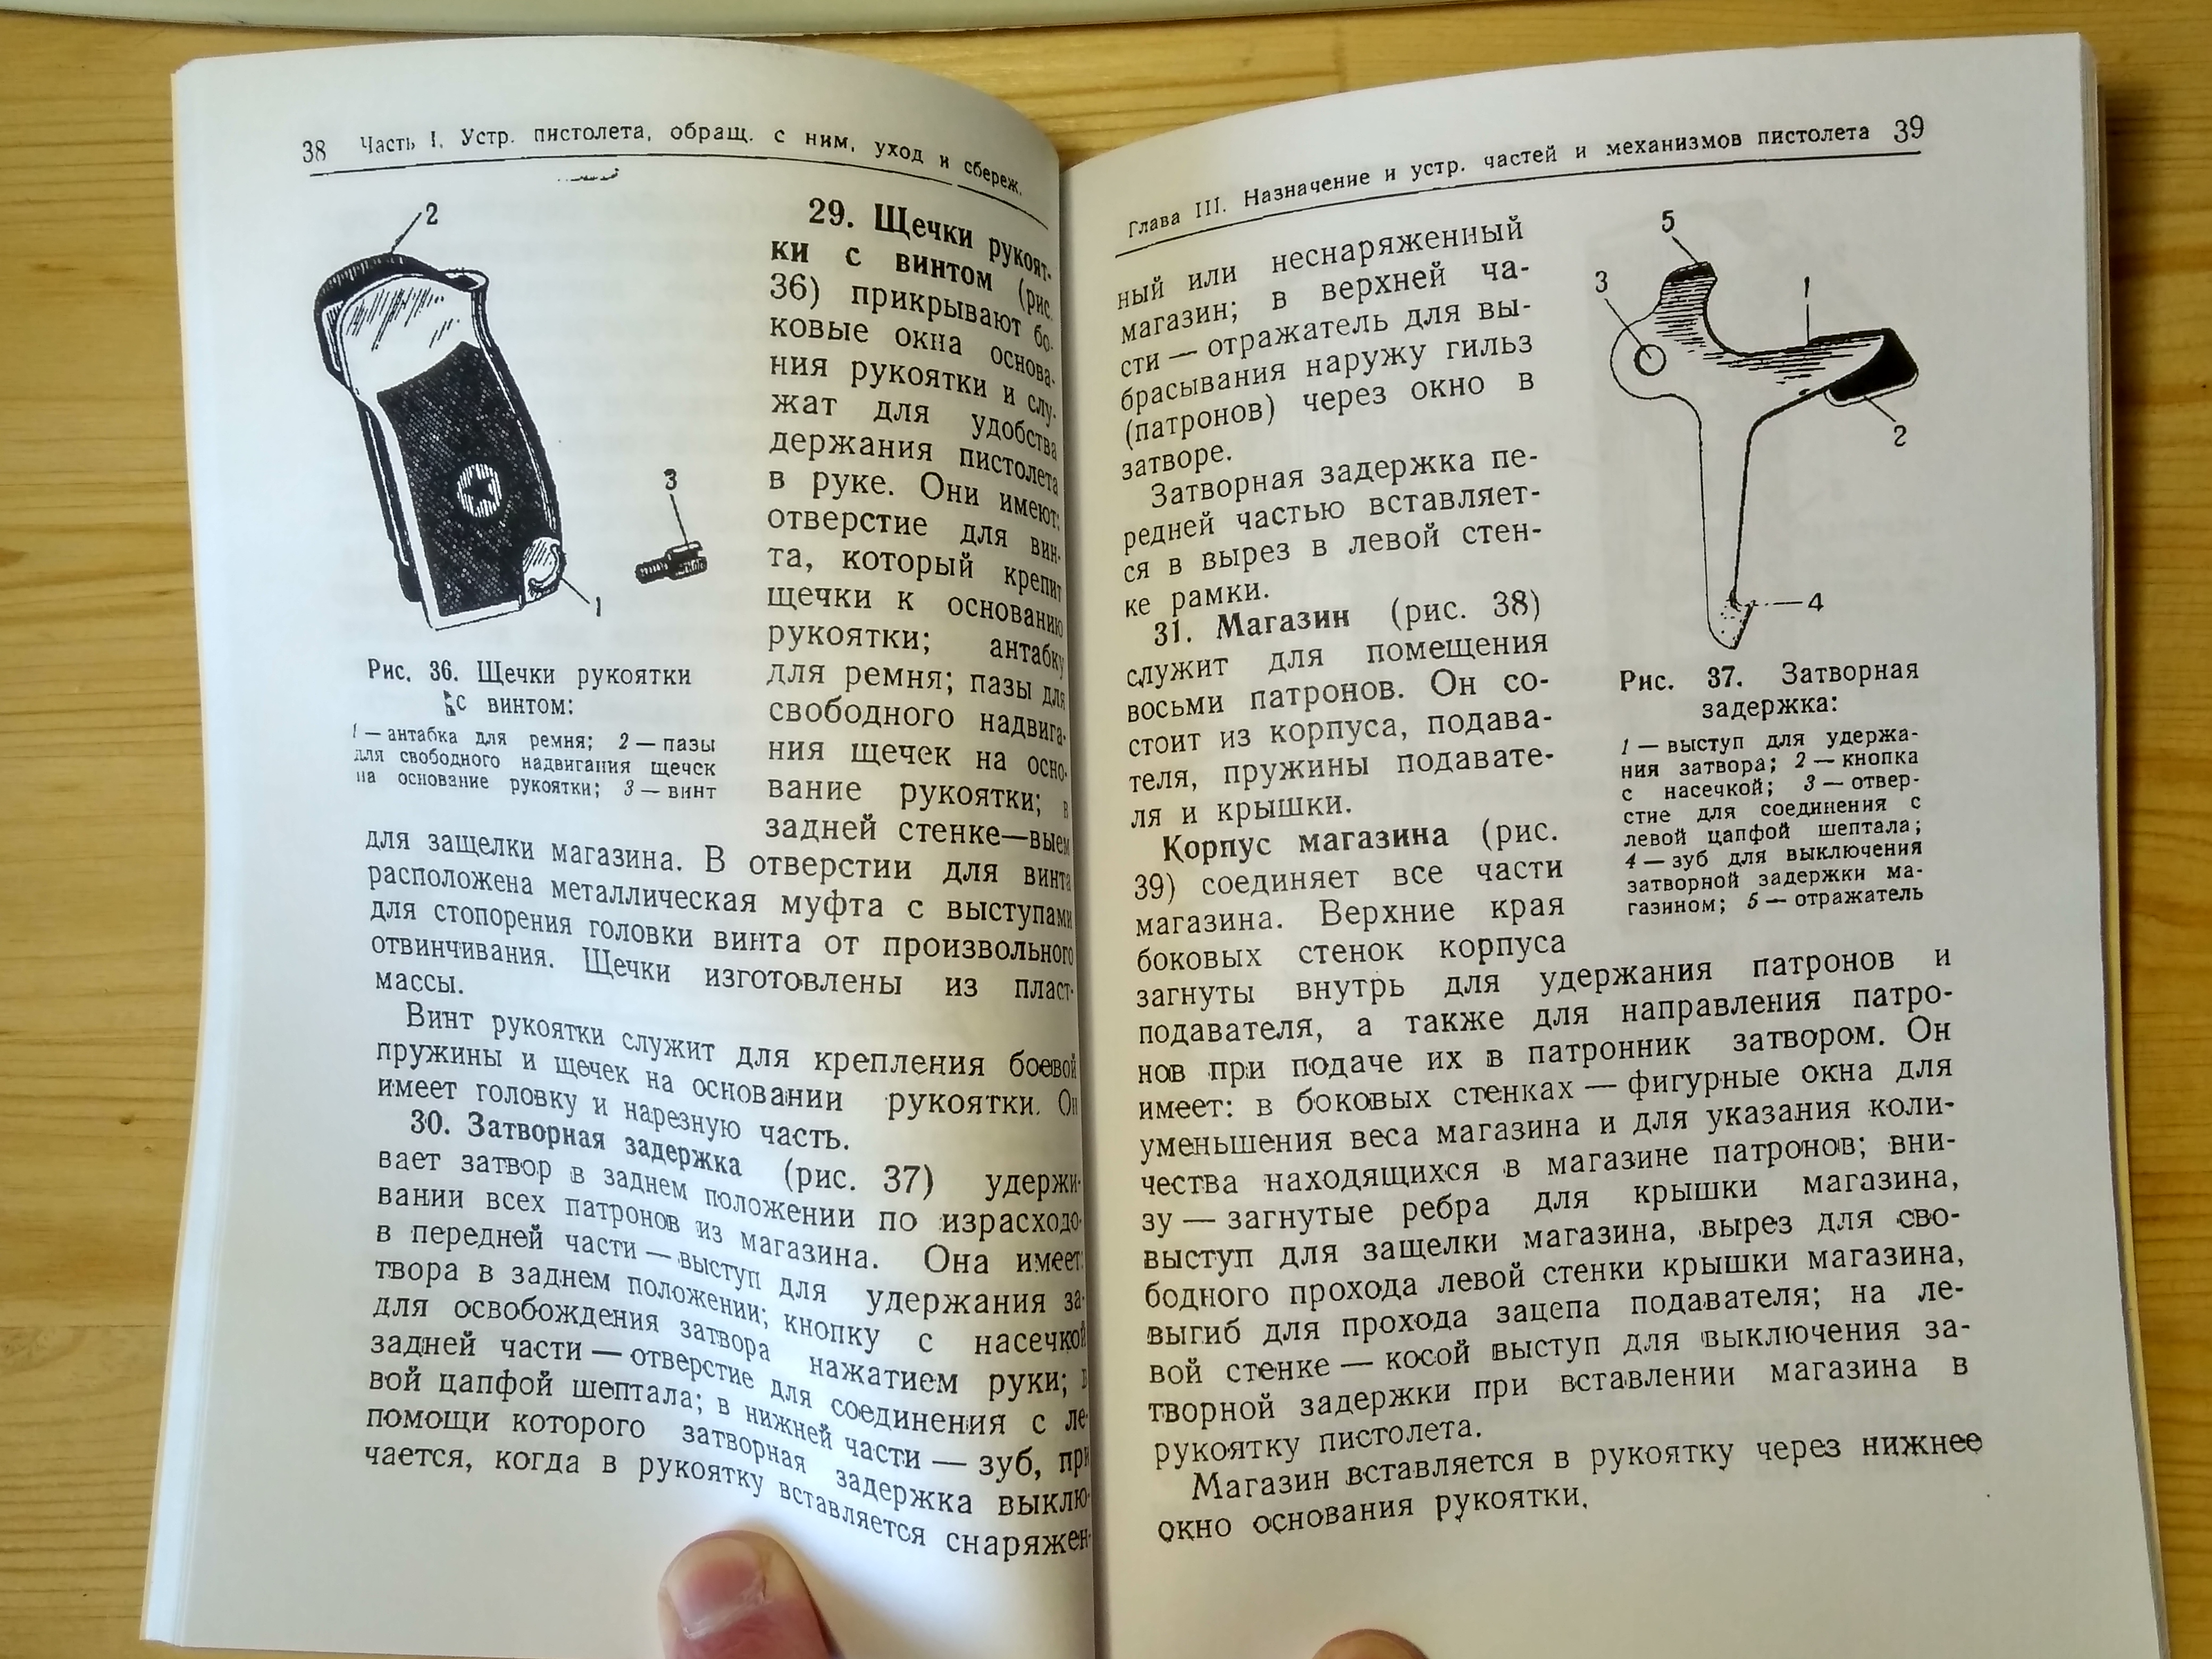 38 Часть I. Устр. пистолета, обращ. с ним, уход и сбереж.
2
3
1
Рис. 36. Щечки рукоятки
с винтом:
1 — антабка для ремня; 2 — пазы
для свободного надвигания щечек
на основание рукоятки; 3 — винт
29. Щечки рукоят-
ки с винтом (рис.
36) прикрывают бо-
ковые окна основа-
ния рукоятки и слу-
жат для удобства
держания пистолета
в руке. Они имеют:
отверстие для вин-
та, который крепит
щечки к основанию
рукоятки; антабку
для ремня; пазы для
свободного надвига-
ния щечек на осно-
вание рукоятки; в
задней стенке—выем
для защелки магазина. В отверстии для винта
расположена металлическая муфта с выступами
для стопорения головки винта от произвольного
отвинчивания. Щечки изготовлены из пласт-
массы.
Винт рукоятки служит для крепления боевой
пружины и щечек на основании рукоятки. Он
имеет головку и нарезную часть.
30. Затворная задержка (рис. 37) удержи-
вает затвор в заднем положении по израсходо-
вании всех патронов из магазина. Она имеет:
в передней части — выступ для удержания за-
твора в заднем положении; кнопку с насечкой
для освобождения затвора нажатием руки; в
задней части — отверстие для соединения с ле-
вой цапфой шептала; в нижней части — зуб, при
помощи которого затворная задержка выклю-
чается, когда в рукоятку вставляется снаряжен-
Глава III. Назначение и устр. частей и механизмов пистолета 39
ный или неснаряженный
магазин; в верхней ча-
сти — отражатель для вы-
брасывания наружу гильз
(патронов) через окно в
затворе.
Затворная задержка пе-
редней частью вставляет-
ся в вырез в левой стен-
ке рамки.
31. Магазин (рис. 38)
служит для помещения
восьми патронов. Он со-
стоит из корпуса, подава-
теля, пружины подавате-
ля и крышки.
Корпус магазина (рис.
39) соединяет все части
магазина. Верхние края
боковых стенок корпуса
5
3
1
2
4
Рис. 37. Затворная
задержка:
1 — выступ для удержа-
ния затвора; 2 — кнопка
с насечкой; 3 — отвер-
стие для соединения с
левой цапфой шептала;
4 — зуб для выключения
затворной задержки ма-
газином; 5 — отражатель
загнуты внутрь для удержания патронов и
подавателя, а также для направления патро-
нов при подаче их в патронник затвором. Он
имеет: в боковых стенках — фигурные окна для
уменьшения веса магазина и для указания коли-
чества находящихся в магазине патронов; вни-
зу — загнутые ребра для крышки магазина,
выступ для защелки магазина, вырез для сво-
бодного прохода левой стенки крышки магазина,
выгиб для прохода зацепа подавателя; на ле-
вой стенке — косой выступ для выключения за-
творной задержки при вставлении магазина в
рукоятку пистолета.
Магазин вставляется в рукоятку через нижнее
окно основания рукоятки.